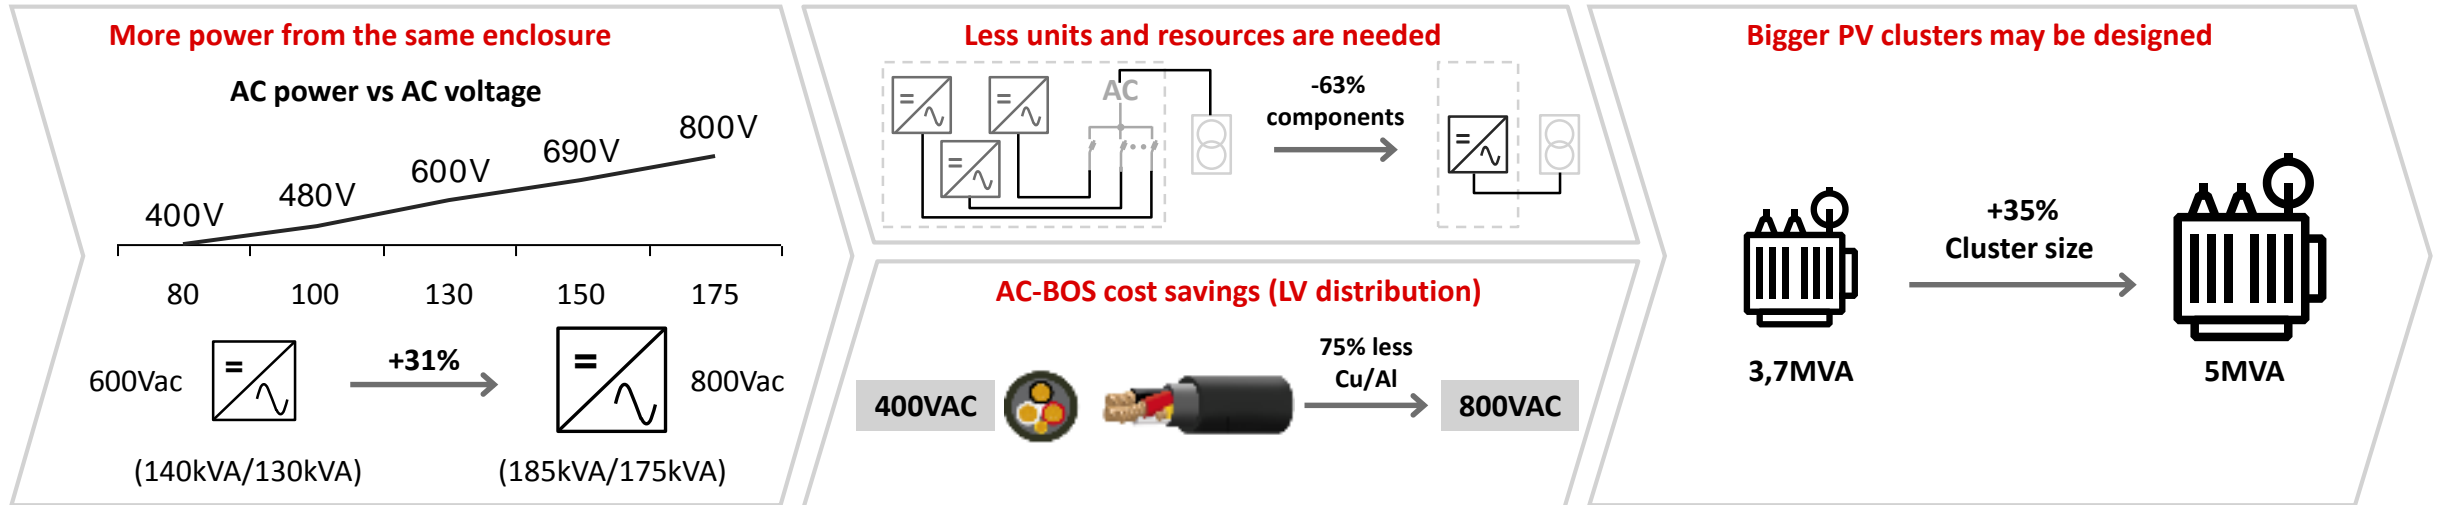 More power from the same enclosure
AC power vs AC voltage
400V
480V
600V
690V
800V
80
100
130
150
175
600Vac
+31%
800Vac
(140kVA/130kVA)
(185kVA/175kVA)
Less units and resources are needed
AC
-63%
components
AC-BOS cost savings (LV distribution)
400VAC
75% less
Cu/Al
800VAC
Bigger PV clusters may be designed
+35%
Cluster size
3,7MVA
5MVA